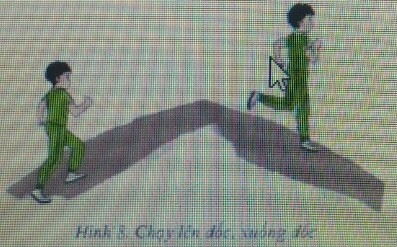 Hình 8. Chạy lên dốc, xuống dốc